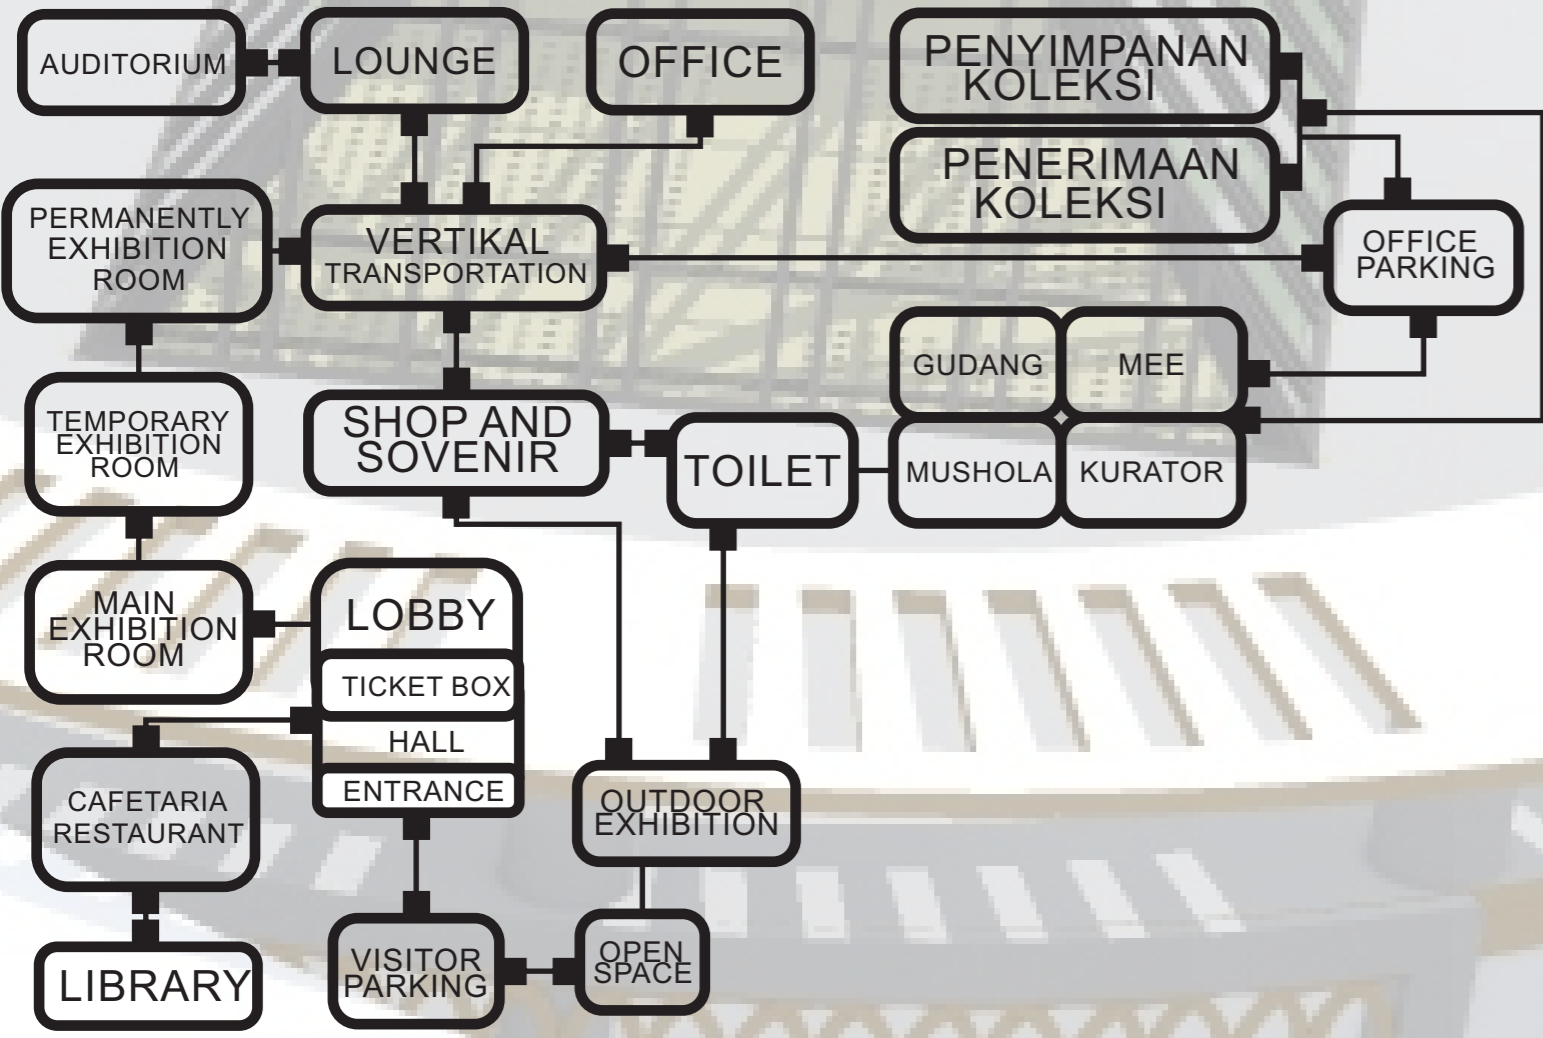 AUDITORIUM
LOUNGE
OFFICE
PENYIMPANAN
KOLEKSI
PENERIMAAN
KOLEKSI
PERMANENTLY
EXHIBITION
ROOM
VERTIKAL
TRANSPORTATION
OFFICE
PARKING
GUDANG
MEE
TEMPORARY
EXHIBITION
ROOM
SHOP AND
SOVENIR
TOILET
MUSHOLA
KURATOR
MAIN
EXHIBITION
ROOM
LOBBY
TICKET BOX
HALL
ENTRANCE
CAFETARIA
RESTAURANT
OUTDOOR
EXHIBITION
LIBRARY
VISITOR
PARKING
OPEN
SPACE